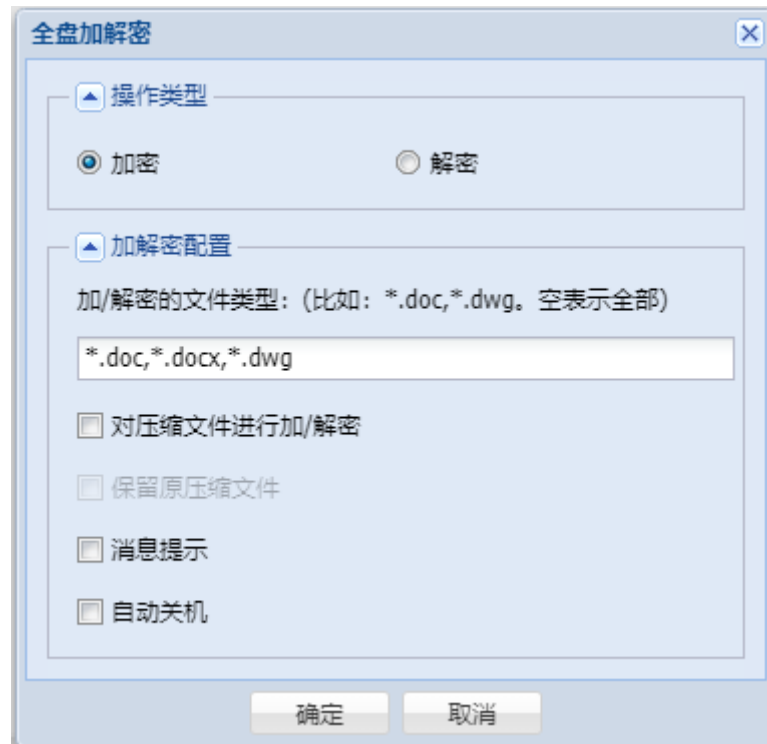 全盘加解密
操作类型
加密 解密
加解密配置
加/解密的文件类型：(比如：*.doc,*.dwg。空表示全部)
*.doc,*.docx,*.dwg
对压缩文件进行加/解密
保留原压缩文件
消息提示
自动关机
确定 取消